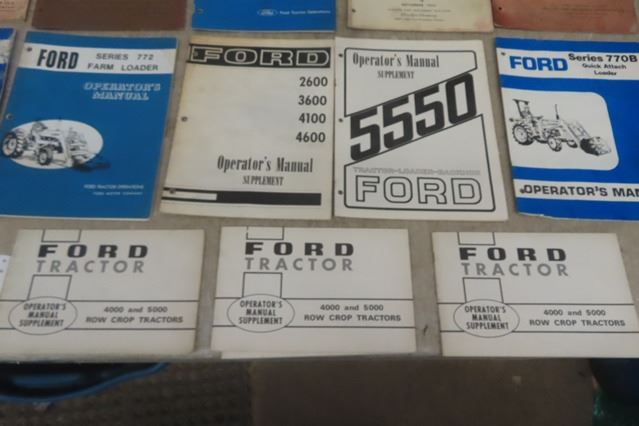 Ford Tractor Operations
FORD
SERIES 772
FARM LOADER
OPERATOR'S
MANUAL
FORD TRACTOR OPERATIONS
FORD MOTOR COMPANY
FORD
2600
3600
4100
4600
Operator's Manual
SUPPLEMENT
Operator's Manual
SUPPLEMENT
5550
TRACTOR-LOADER-BACKHOE
FORD
FORD
Series 770B
Quick Attach
Loader
OPERATOR'S MAN
FORD
TRACTOR
OPERATOR'S
MANUAL
SUPPLEMENT
4000 and 5000
ROW CROP TRACTORS
FORD
TRACTOR
OPERATOR'S
MANUAL
SUPPLEMENT
4000 and 5000
ROW CROP TRACTORS
FORD
TRACTOR
OPERATOR'S
MANUAL
SUPPLEMENT
4000 and 5000
ROW CROP TRACTORS